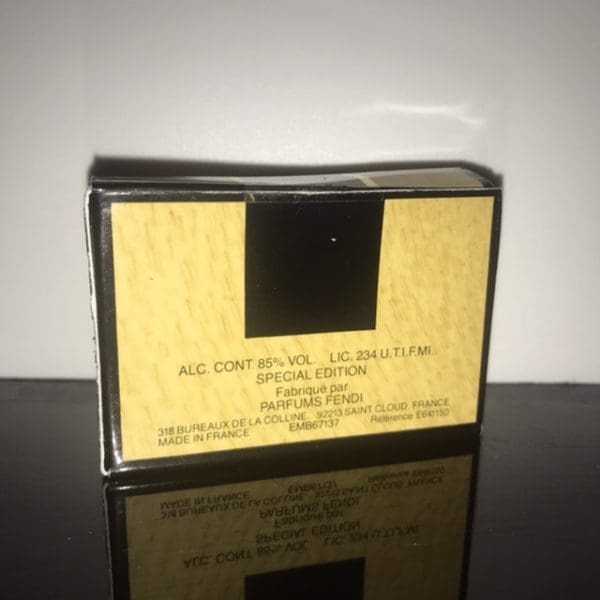 ALC. CONT. 85% VOL. LIC. 234 U.T.I.F.MI.
SPECIAL EDITION
Fabriqué par
PARFUMS FENDI
318 BUREAUX DE LA COLLINE. 92213 SAINT CLOUD. FRANCE
MADE IN FRANCE EMB67137 Référence E641150